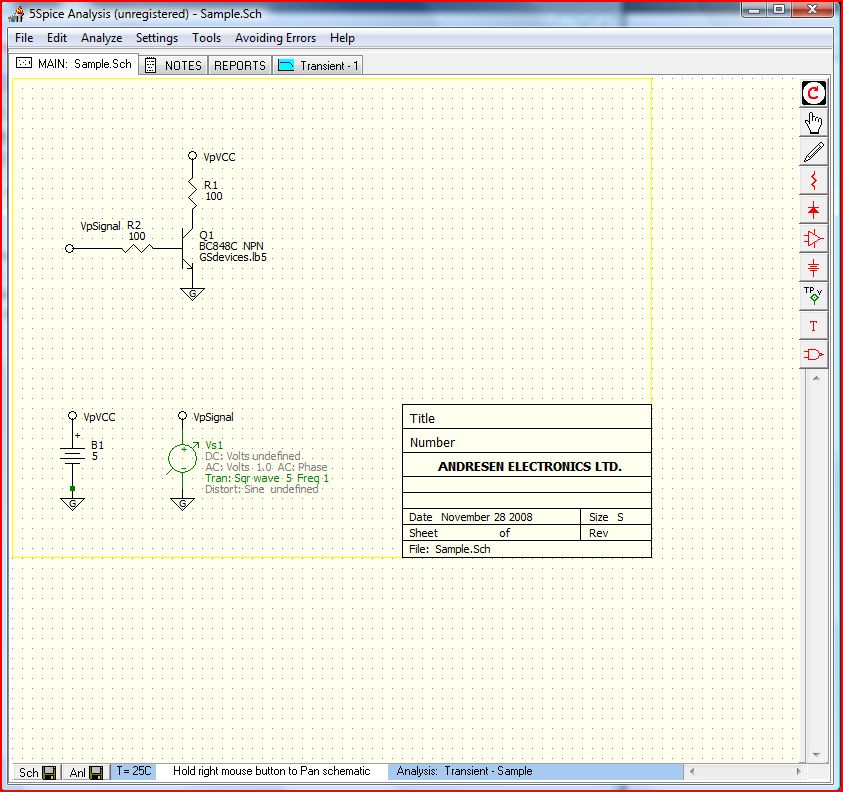 5Spice Analysis (unregistered) - Sample.Sch
File Edit Analyze Settings Tools Avoiding Errors Help
MAIN: Sample.Sch NOTES REPORTS Transient - 1
VpVCC
R1
100
VpSignal R2
100
Q1
BC848C NPN
GSdevices.lb5
G
VpVCC
+
B1
5
G
VpSignal
Vs1
DC: Volts undefined
AC: Volts 1.0 AC: Phase
Tran: Sqr wave 5 Freq 1
Distort: Sine undefined
G
Title
Number
ANDRESEN ELECTRONICS LTD.
Date November 28 2008 Size S
Sheet of Rev
File: Sample.Sch
C
TP V
T
Sch Anl T= 25C Hold right mouse button to Pan schematic Analysis: Transient - Sample